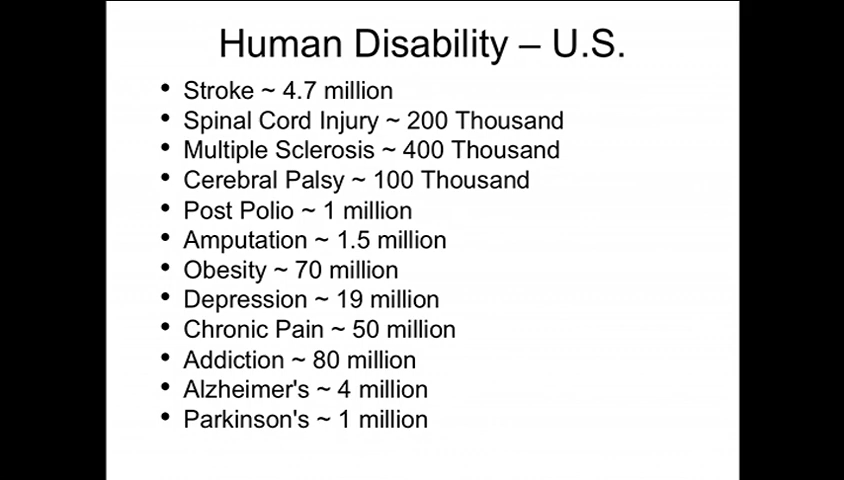 Human Disability – U.S.
• Stroke ~ 4.7 million
• Spinal Cord Injury ~ 200 Thousand
• Multiple Sclerosis ~ 400 Thousand
• Cerebral Palsy ~ 100 Thousand
• Post Polio ~ 1 million
• Amputation ~ 1.5 million
• Obesity ~ 70 million
• Depression ~ 19 million
• Chronic Pain ~ 50 million
• Addiction ~ 80 million
• Alzheimer's ~ 4 million
• Parkinson's ~ 1 million